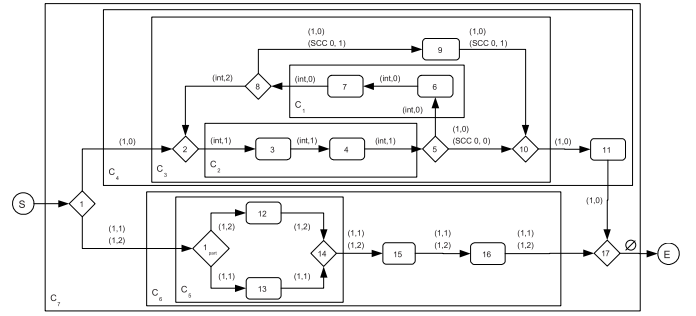 (1,0)
(SCC 0, 1)
9
(1,0)
(SCC 0, 1)
(int,2)
8
(int,0)
7
(int,0)
6
C1
(int,0)
(1,0)
2
(int,1)
3
(int,1)
4
(int,1)
5
(1,0)
(SCC 0, 0)
10
(1,0)
11
C2
C3
C4
S
1
(1,0)
(1,1)
(1,2)
(1,2)
12
(1,2)
1part
14
(1,1)
(1,2)
15
(1,1)
(1,2)
16
(1,1)
(1,2)
17
∅
E
(1,1)
13
(1,1)
C5
C6
C7